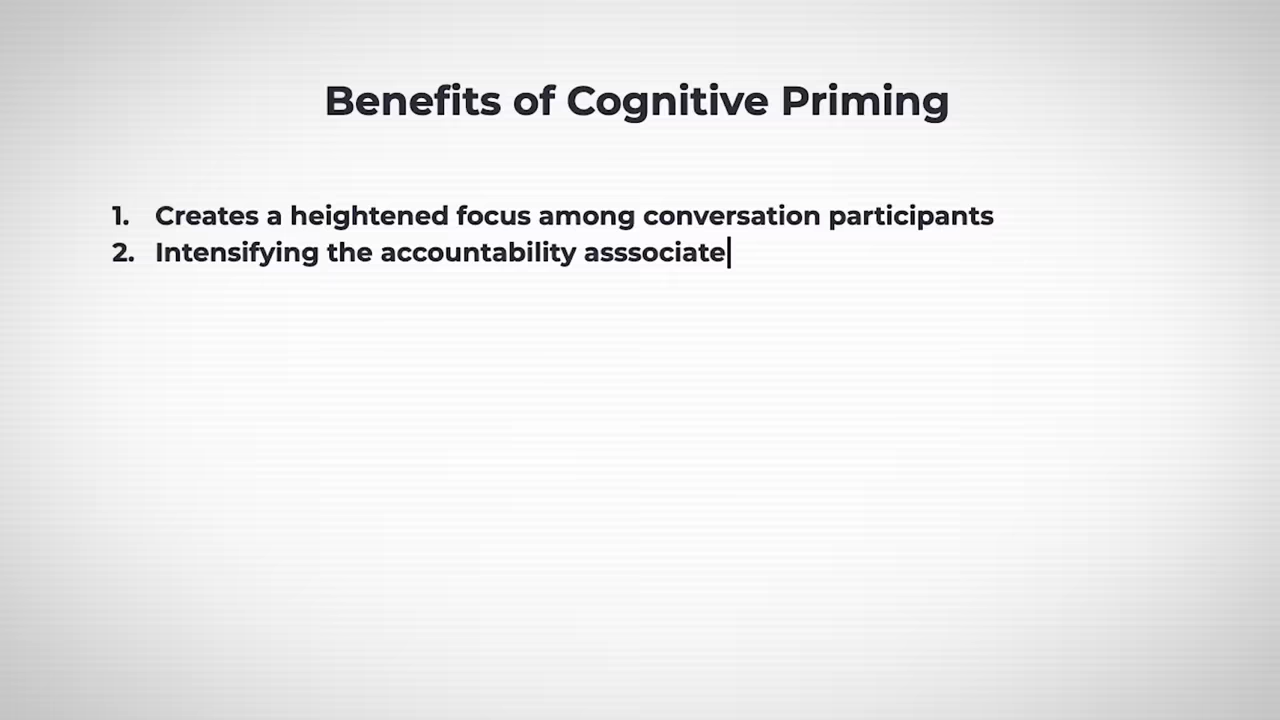 Benefits of Cognitive Priming
1. Creates a heightened focus among conversation participants
2. Intensifying the accountability asssociate